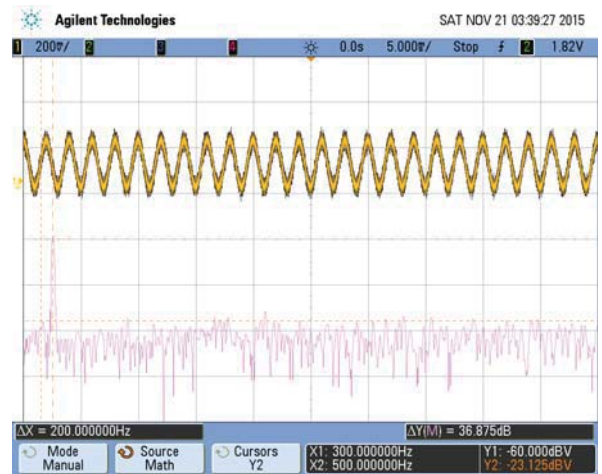 Agilent Technologies SAT NOV 21 03:39:27 2015
1 200▽/ 2 3 4 0.0s 5.000▽/ Stop 2 1.82V
ΔX = 200.000000Hz ΔY(M) = 36.875dB
Mode Manual
Source Math
Cursors Y2
X1: 300.000000Hz
X2: 500.000000Hz
Y1: -60.000dBV
Y2: -23.125dBV